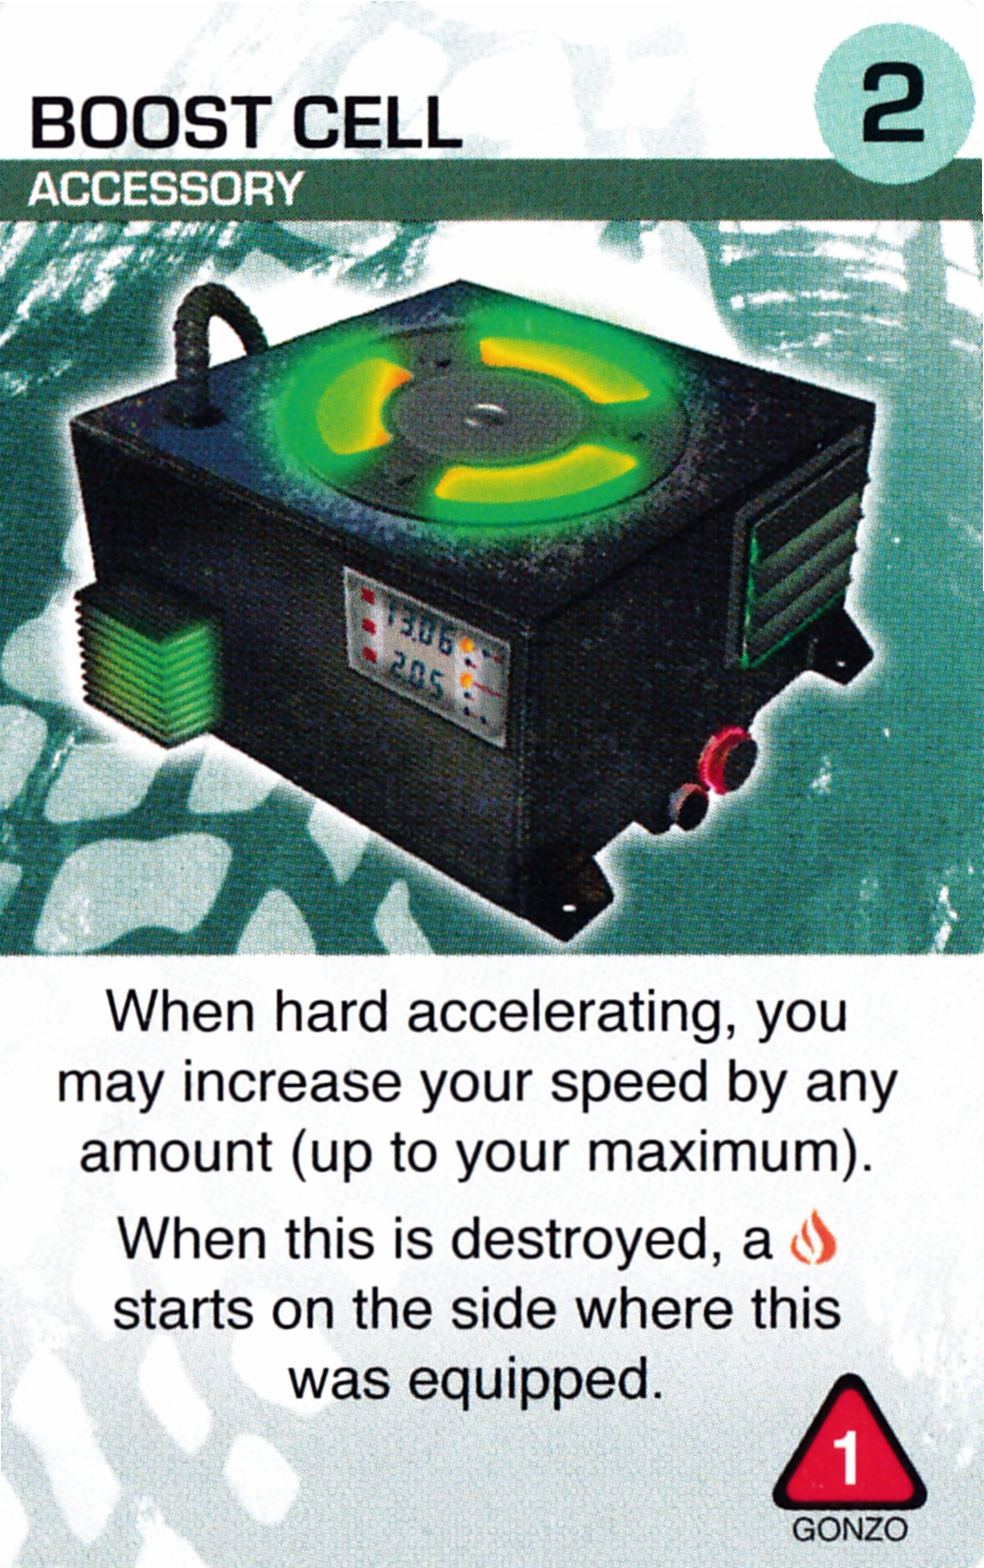 BOOST CELL
2
ACCESSORY
13.06
2.05
When hard accelerating, you
may increase your speed by any
amount (up to your maximum).
When this is destroyed, a
starts on the side where this
was equipped.
1
GONZO